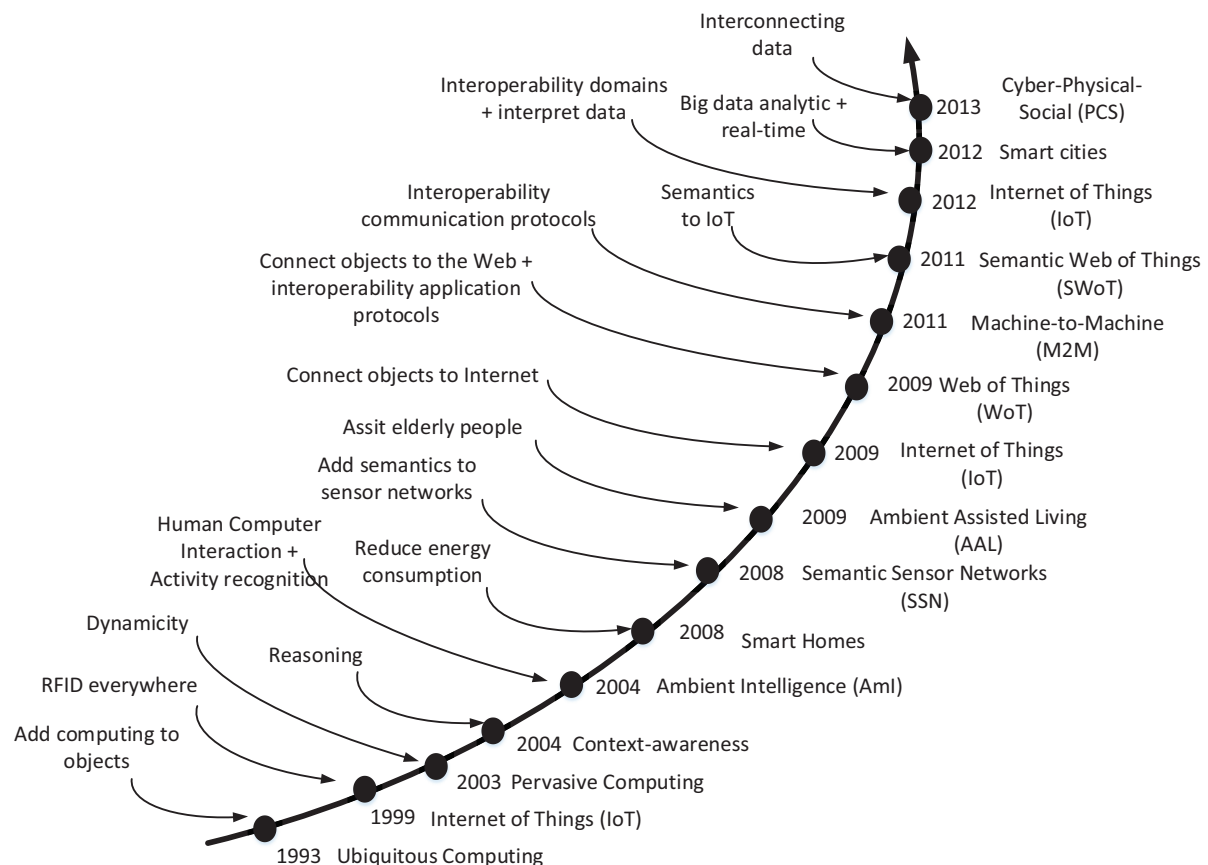 Interconnecting
data
Interoperability domains
+ interpret data
Big data analytic +
real-time
2013
Cyber-Physical-
Social (PCS)
2012 Smart cities
Interoperability
communication protocols
Semantics
to IoT
2012
Internet of Things
(IoT)
Connect objects to the Web +
interoperability application
protocols
2011
Semantic Web of Things
(SWoT)
2011
Machine-to-Machine
(M2M)
Connect objects to Internet
2009
Web of Things
(WoT)
Assit elderly people
2009
Internet of Things
(IoT)
Add semantics to
sensor networks
2009
Ambient Assisted Living
(AAL)
Human Computer
Interaction +
Activity recognition
Reduce energy
consumption
2008
Semantic Sensor Networks
(SSN)
Dynamicity
2008
Smart Homes
Reasoning
RFID everywhere
2004
Ambient Intelligence (AmI)
Add computing to
objects
2004 Context-awareness
2003 Pervasive Computing
1999 Internet of Things (IoT)
1993 Ubiquitous Computing